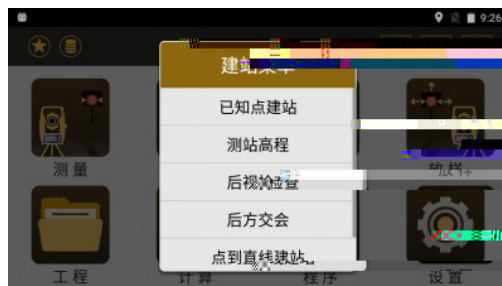 9:26
建站菜单
已知点建站
测站高程
后视检查
后方交会
点到直线建站
测量
放样
工程
计算
程序
设置